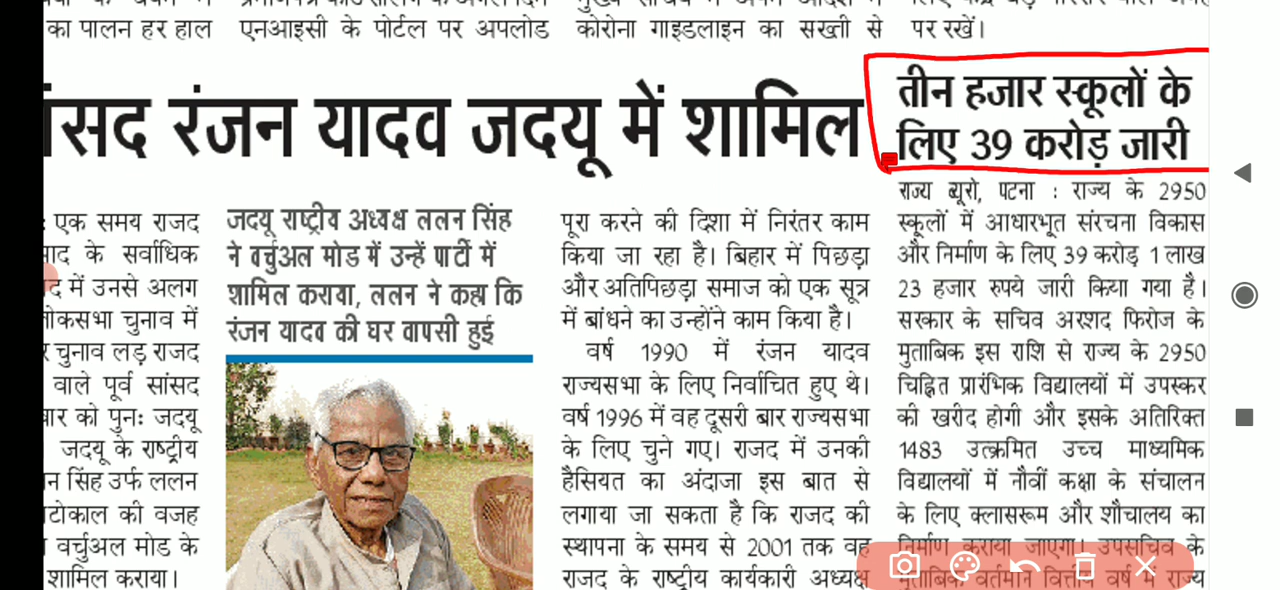 का पालन हर हाल
एनआइसी के पोर्टल पर अपलोड
कोरोना गाइडलाइन का सख्ती से
पर रखें।
रंजन यादव जदयू में शामिल
एक समय राजद
के सर्वाधिक
में उनसे अलग
चुनाव में
चुनाव लड़ राजद
वाले पूर्व सांसद
को पुनः जदयू
जदयू के राष्ट्रीय
सिंह उर्फ ललन
की वजह
वर्चुअल मोड के
शामिल कराया।
जदयू राष्ट्रीय अध्यक्ष ललन सिंह
ने वर्चुअल मोड में उन्हें पार्टी में
शामिल कराया, ललन ने कहा कि
रंजन यादव की घर वापसी हुई
पूरा करने की दिशा में निरंतर काम
किया जा रहा है। बिहार में पिछड़ा
और अतिपिछड़ा समाज को एक सूत्र
में बांधने का उन्होंने काम किया है।
वर्ष 1990 में रंजन यादव
राज्यसभा के लिए निर्वाचित हुए थे।
वर्ष 1996 में वह दूसरी बार राज्यसभा
के लिए चुने गए। राजद में उनकी
हैसियत का अंदाजा इस बात से
लगाया जा सकता है कि राजद की
स्थापना के समय से 2001 तक वह
राजद के राष्ट्रीय कार्यकारी अध्यक्ष
तीन हजार स्कूलों के
लिए 39 करोड़ जारी
राज्य ब्यूरो, पटना : राज्य के 2950
स्कूलों में आधारभूत संरचना विकास
और निर्माण के लिए 39 करोड़ 1 लाख
23 हजार रुपये जारी किया गया है।
सरकार के सचिव अरशद फिरोज के
मुताबिक इस राशि से राज्य के 2950
चिह्नित प्रारंभिक विद्यालयों में उपस्कर
की खरीद होगी और इसके अतिरिक्त
1483 उत्क्रमित उच्च माध्यमिक
विद्यालयों में नौवीं कक्षा के संचालन
के लिए क्लासरूम और शौचालय का
निर्माण कराया जाएगा। उपसचिव के
मुताबिक वर्तमान वित्तीय वर्ष में राज्य